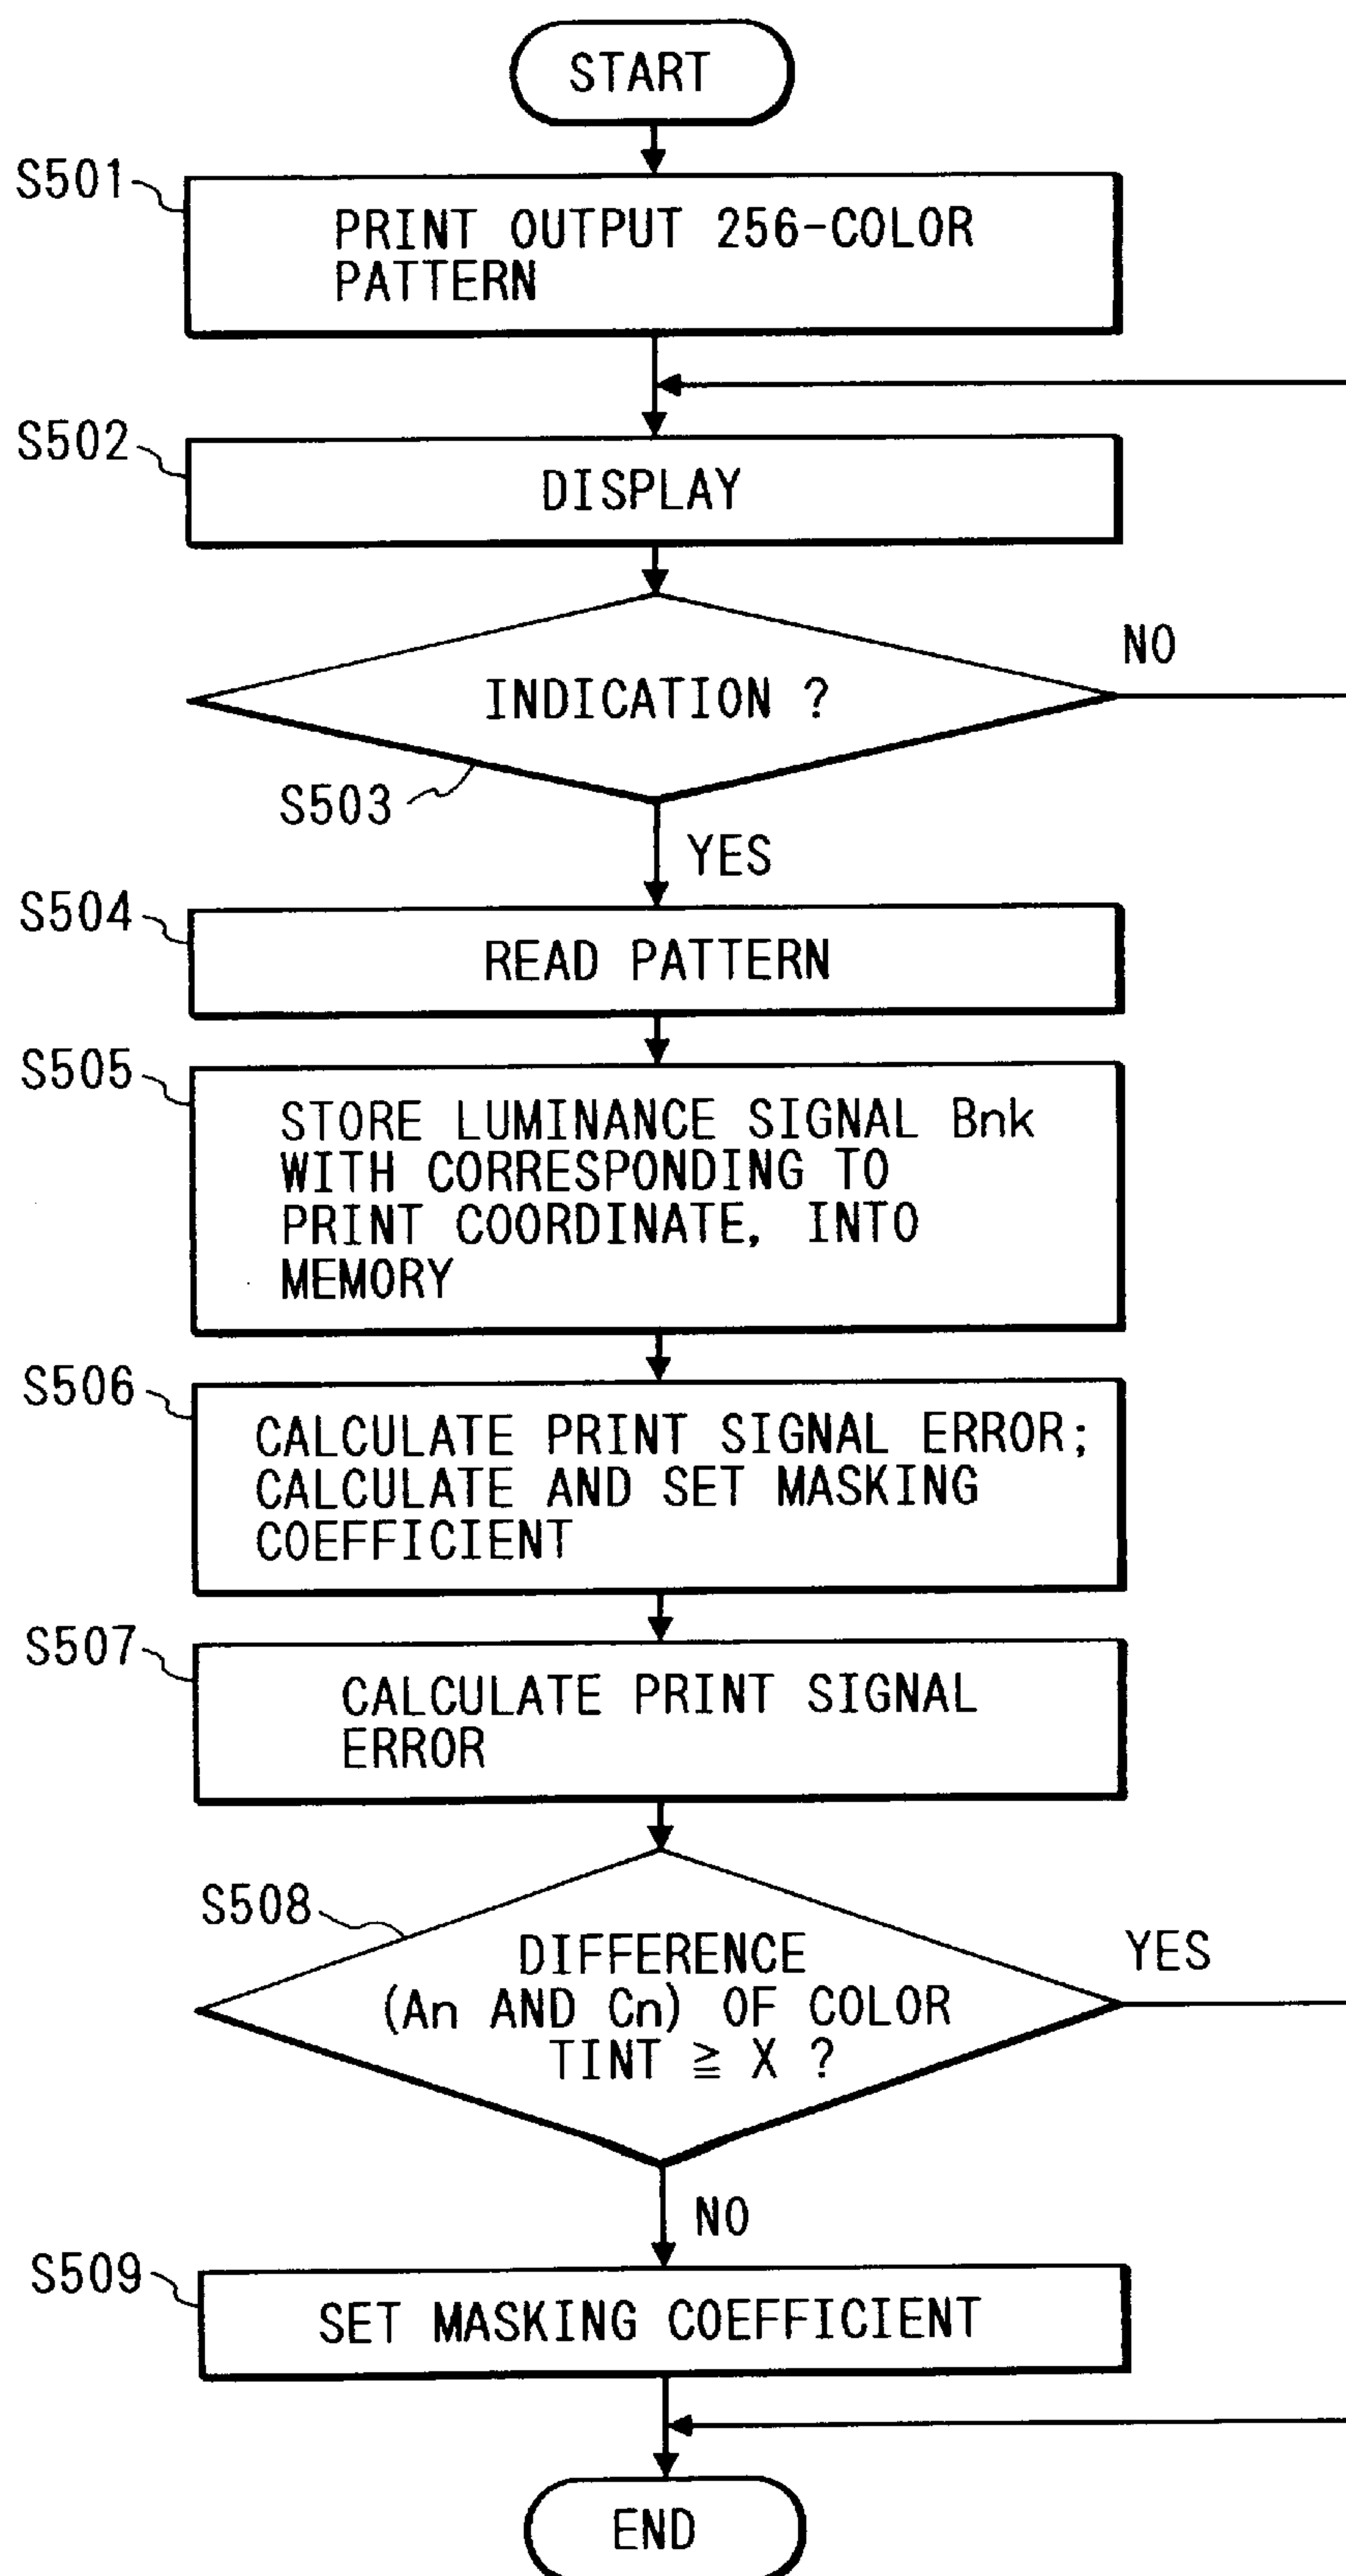 START
S501
PRINT OUTPUT 256-COLOR
PATTERN
S502
DISPLAY
INDICATION ?
NO
S503
YES
S504
READ PATTERN
S505
STORE LUMINANCE SIGNAL Bnk
WITH CORRESPONDING TO
PRINT COORDINATE, INTO
MEMORY
S506
CALCULATE PRINT SIGNAL ERROR;
CALCULATE AND SET MASKING
COEFFICIENT
S507
CALCULATE PRINT SIGNAL
ERROR
S508
DIFFERENCE
(An AND Cn) OF COLOR
TINT ≧ X ?
YES
NO
S509
SET MASKING COEFFICIENT
END